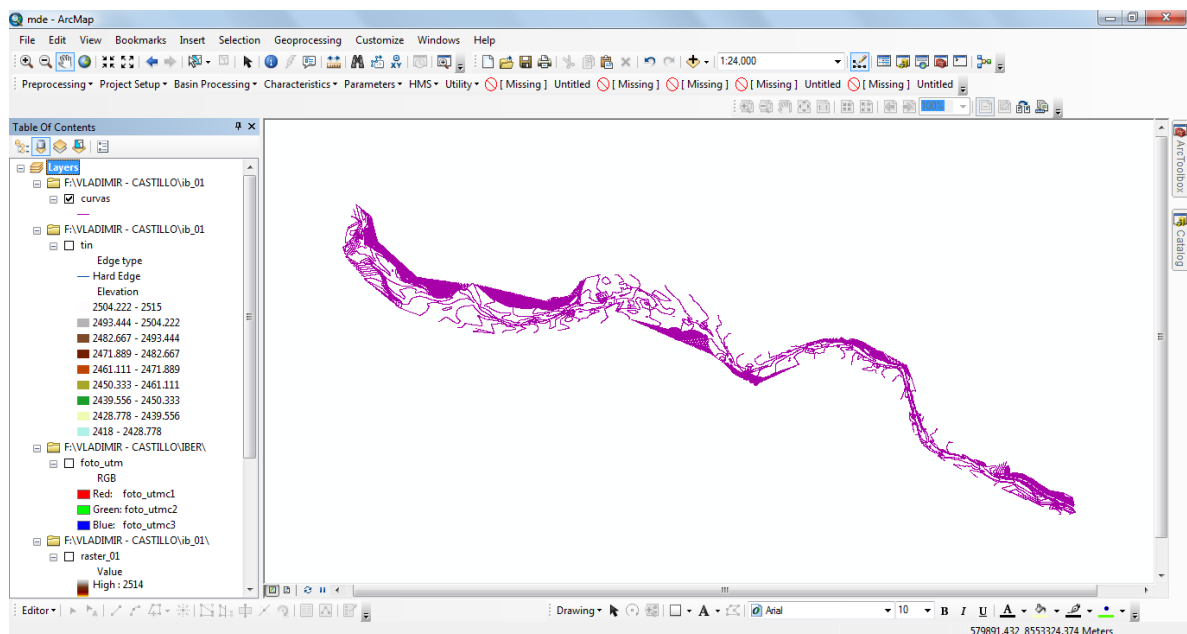 mde - ArcMap
File Edit View Bookmarks Insert Selection Geoprocessing Customize Windows Help
1:24,000
Preprocessing Project Setup Basin Processing Characteristics Parameters HMS Utility [ Missing ] Untitled [ Missing ] [ Missing ] [ Missing ] Untitled [ Missing ] Untitled
100%
Table Of Contents
Layers
F:\VLADIMIR - CASTILLO\ib_01
curvas
F:\VLADIMIR - CASTILLO\ib_01
tin
Edge type
Hard Edge
Elevation
2504.222 - 2515
2493.444 - 2504.222
2482.667 - 2493.444
2471.889 - 2482.667
2461.111 - 2471.889
2450.333 - 2461.111
2439.556 - 2450.333
2428.778 - 2439.556
2418 - 2428.778
F:\VLADIMIR - CASTILLO\IBER\
foto_utm
RGB
Red: foto_utmc1
Green: foto_utmc2
Blue: foto_utmc3
F:\VLADIMIR - CASTILLO\ib_01\
raster_01
Value
High : 2514
ArcToolbox
Catalog
Editor
Drawing A Arial 10 B I U A
579891.432 8553324.374 Meters